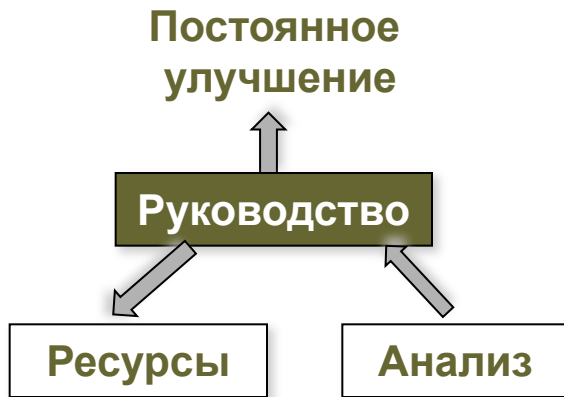 Постоянное
улучшение
Руководство
Ресурсы
Анализ